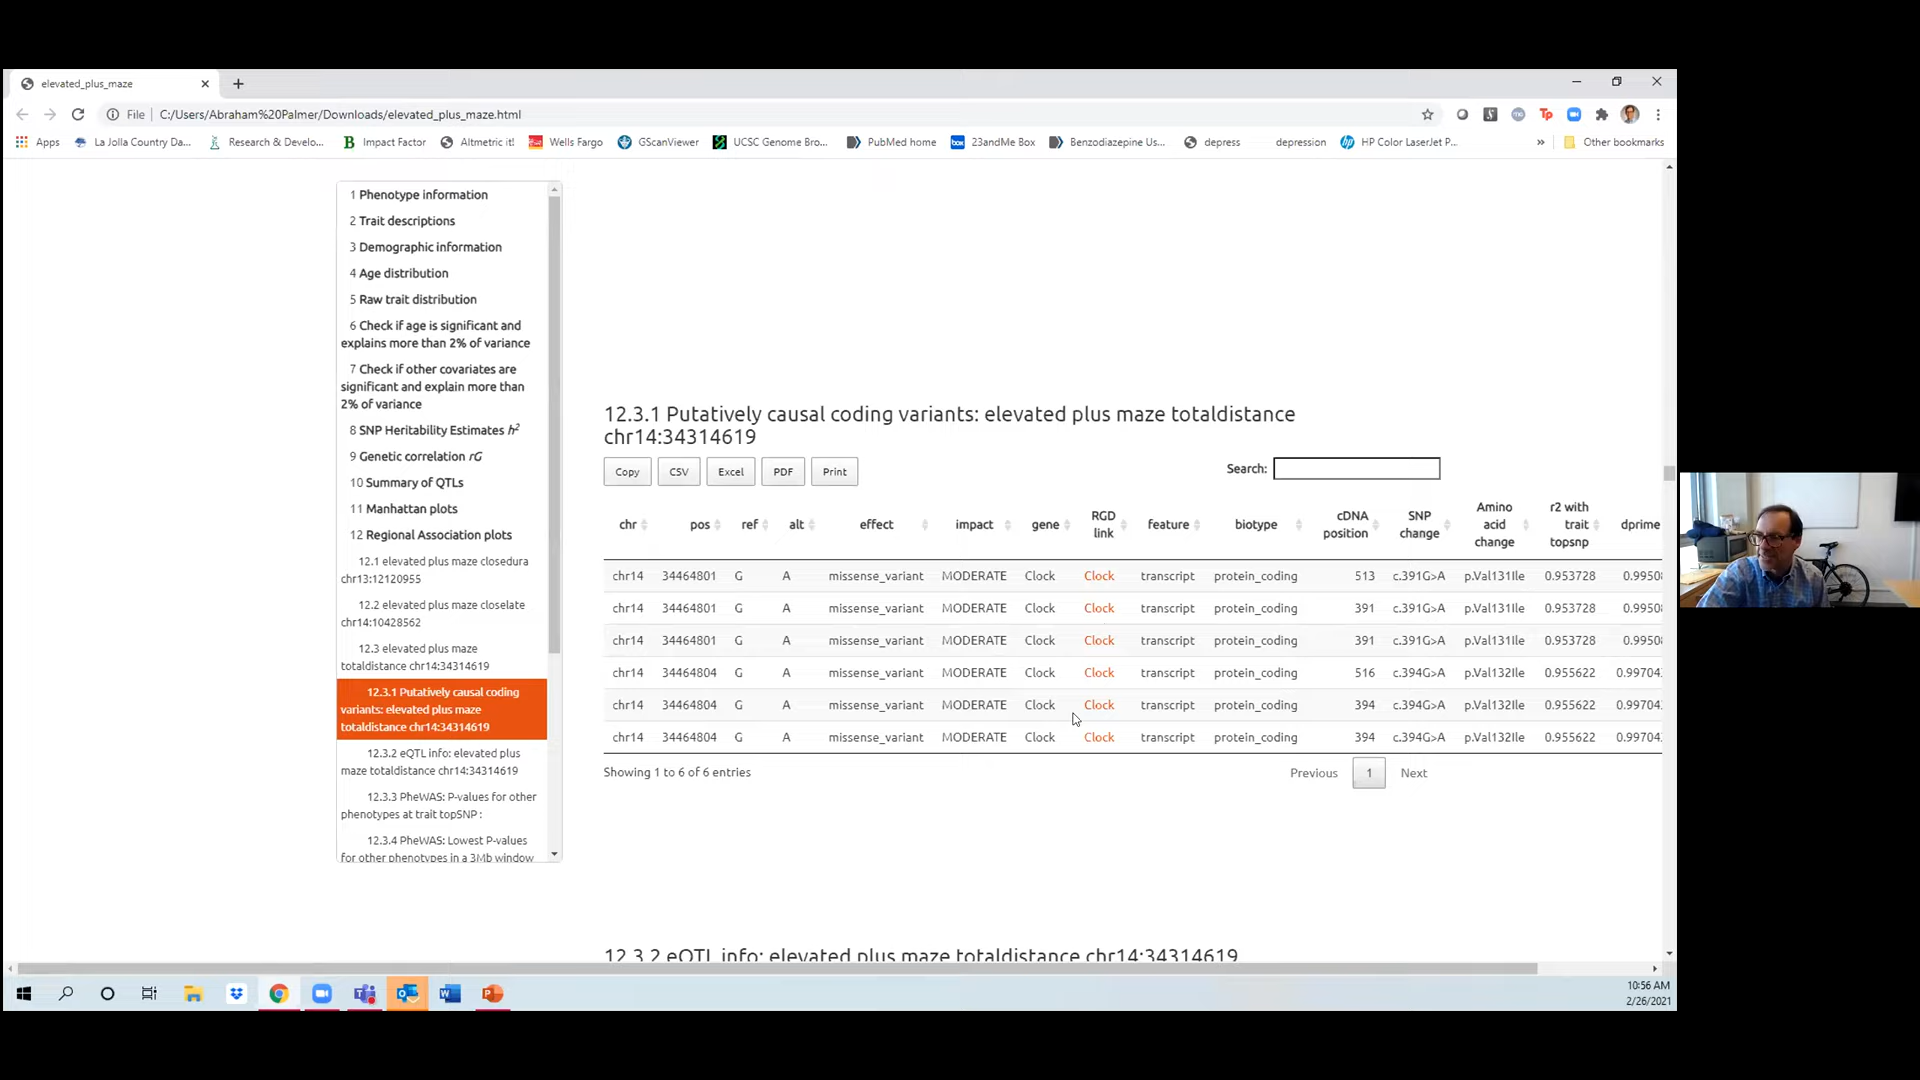 elevated_plus_maze
File C:/Users/Abraham%20Palmer/Downloads/elevated_plus_maze.html
Apps La Jolla Country Da... Research & Develo... Impact Factor Altmetric it! Wells Fargo GScanViewer UCSC Genome Bro... PubMed home 23andMe Box Benzodiazepine Us... depress depression HP Color LaserJet P... » Other bookmarks
1 Phenotype information
2 Trait descriptions
3 Demographic information
4 Age distribution
5 Raw trait distribution
6 Check if age is significant and
explains more than 2% of variance
7 Check if other covariates are
significant and explain more than
2% of variance
8 SNP Heritability Estimates h2
9 Genetic correlation rG
10 Summary of QTLs
11 Manhattan plots
12 Regional Association plots
12.1 elevated plus maze closedura
chr13:12120955
12.2 elevated plus maze closelate
chr14:10428562
12.3 elevated plus maze
totaldistance chr14:34314619
12.3.1 Putatively causal coding
variants: elevated plus maze
totaldistance chr14:34314619
12.3.2 eQTL info: elevated plus
maze totaldistance chr14:34314619
12.3.3 PheWAS: P-values for other
phenotypes at trait topSNP :
12.3.4 PheWAS: Lowest P-values
for other phenotypes in a 3Mb window
12.3.1 Putatively causal coding variants: elevated plus maze totaldistance
chr14:34314619
Copy CSV Excel PDF Print Search:
chr pos ref alt effect impact gene RGD link feature biotype cDNA position SNP change Amino acid change r2 with trait topsnp dprime
chr14 34464801 G A missense_variant MODERATE Clock Clock transcript protein_coding 513 c.391G>A p.Val131Ile 0.953728 0.9950
chr14 34464801 G A missense_variant MODERATE Clock Clock transcript protein_coding 391 c.391G>A p.Val131Ile 0.953728 0.9950
chr14 34464801 G A missense_variant MODERATE Clock Clock transcript protein_coding 391 c.391G>A p.Val131Ile 0.953728 0.9950
chr14 34464804 G A missense_variant MODERATE Clock Clock transcript protein_coding 516 c.394G>A p.Val132Ile 0.955622 0.99704
chr14 34464804 G A missense_variant MODERATE Clock Clock transcript protein_coding 394 c.394G>A p.Val132Ile 0.955622 0.99704
chr14 34464804 G A missense_variant MODERATE Clock Clock transcript protein_coding 394 c.394G>A p.Val132Ile 0.955622 0.99704
Showing 1 to 6 of 6 entries Previous 1 Next
12.3.2 eQTL info: elevated plus maze totaldistance chr14:34314619
10:56 AM
2/26/2021